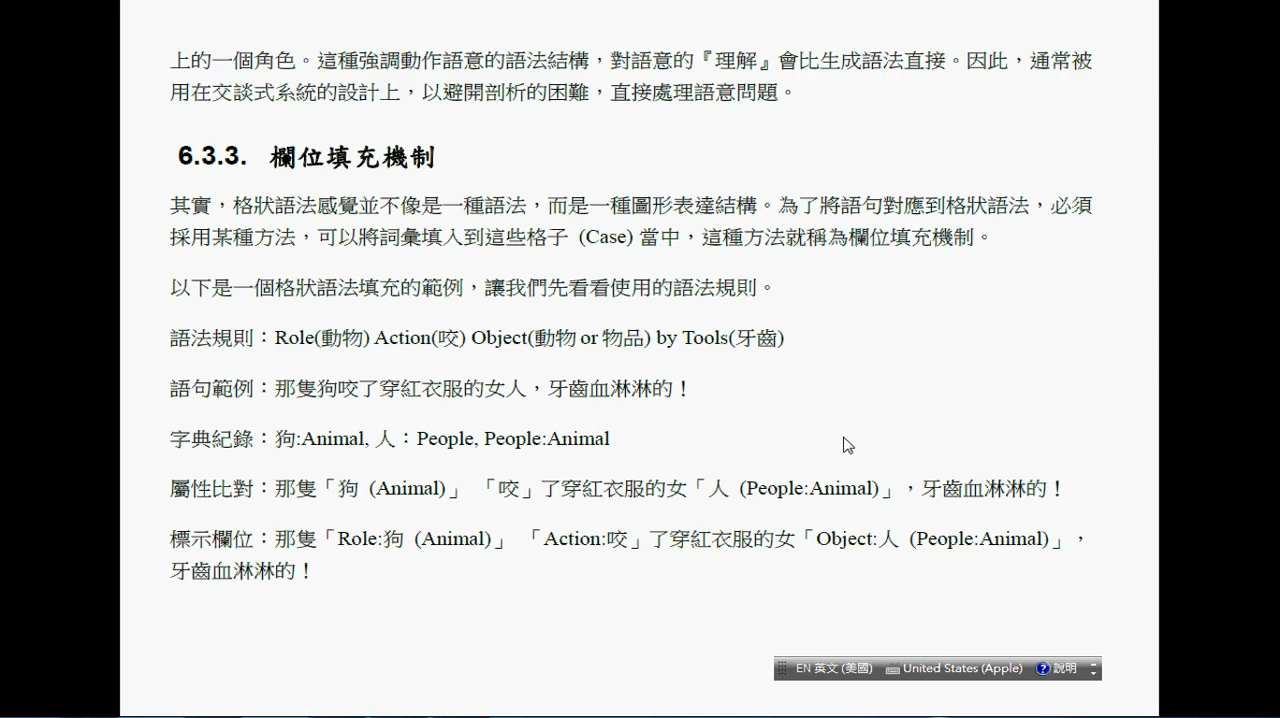 上的一個角色。這種強調動作語意的語法結構，對語意的『理解』會比生成語法直接。因此，通常被
用在交談式系統的設計上，以避開剖析的困難，直接處理語意問題。
6.3.3. 欄位填充機制
其實，格狀語法感覺並不像是一種語法，而是一種圖形表達結構。為了將語句對應到格狀語法，必須
採用某種方法，可以將詞彙填入到這些格子 (Case) 當中，這種方法就稱為欄位填充機制。
以下是一個格狀語法填充的範例，讓我們先看看使用的語法規則。
語法規則：Role(動物) Action(咬) Object(動物 or 物品) by Tools(牙齒)
語句範例：那隻狗咬了穿紅衣服的女人，牙齒血淋淋的！
字典紀錄：狗:Animal, 人：People, People:Animal
屬性比對：那隻「狗 (Animal)」 「咬」了穿紅衣服的女「人 (People:Animal)」，牙齒血淋淋的！
標示欄位：那隻「Role:狗 (Animal)」 「Action:咬」了穿紅衣服的女「Object:人 (People:Animal)」，
牙齒血淋淋的！
EN 英文 (美國) United States (Apple) ? 說明